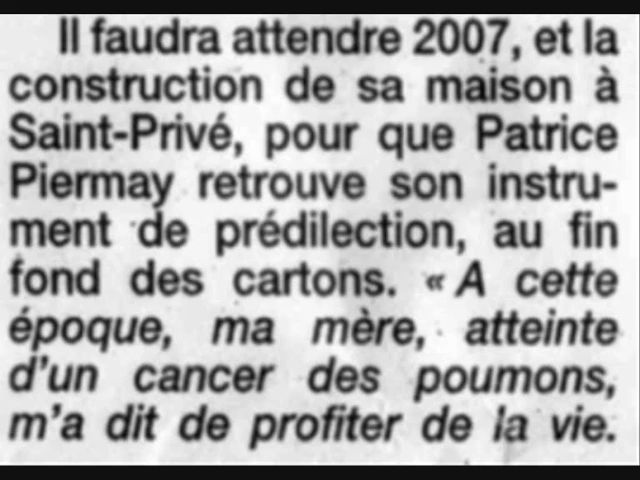 Il faudra attendre 2007, et la
construction de sa maison à
Saint-Privé, pour que Patrice
Piermay retrouve son instru-
ment de prédilection, au fin
fond des cartons. « A cette
époque, ma mère, atteinte
d'un cancer des poumons,
m'a dit de profiter de la vie.